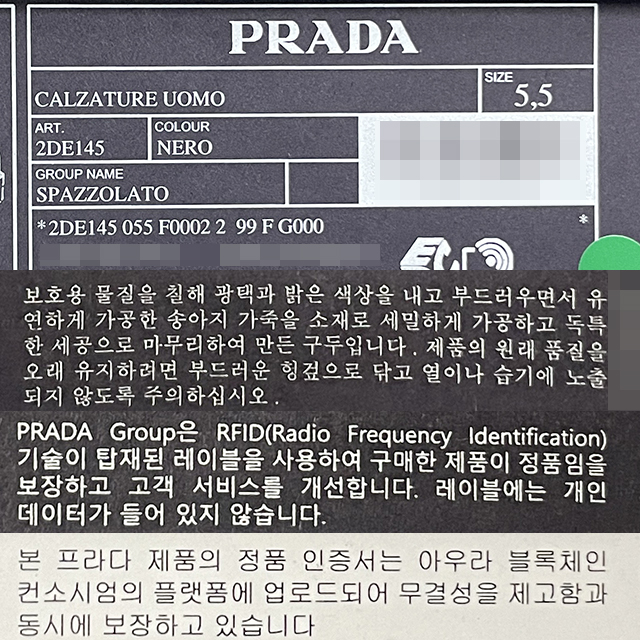 PRADA
CALZATURE UOMO
SIZE
5,5
ART.
2DE145
COLOUR
NERO
GROUP NAME
SPAZZOLATO
*2DE145 055 F0002 2 99 F G000 *
보호용 물질을 칠해 광택과 밝은 색상을 내고 부드러우면서 유
연하게 가공한 송아지 가죽을 소재로 세밀하게 가공하고 독특
한 세공으로 마무리하여 만든 구두입니다. 제품의 원래 품질을
오래 유지하려면 부드러운 헝겊으로 닦고 열이나 습기에 노출
되지 않도록 주의하십시오.
PRADA Group은 RFID(Radio Frequency Identification)
기술이 탑재된 레이블을 사용하여 구매한 제품이 정품임을
보장하고 고객 서비스를 개선합니다. 레이블에는 개인
데이터가 들어 있지 않습니다.
본 프라다 제품의 정품 인증서는 아우라 블록체인
컨소시엄의 플랫폼에 업로드되어 무결성을 제고함과
동시에 보장하고 있습니다